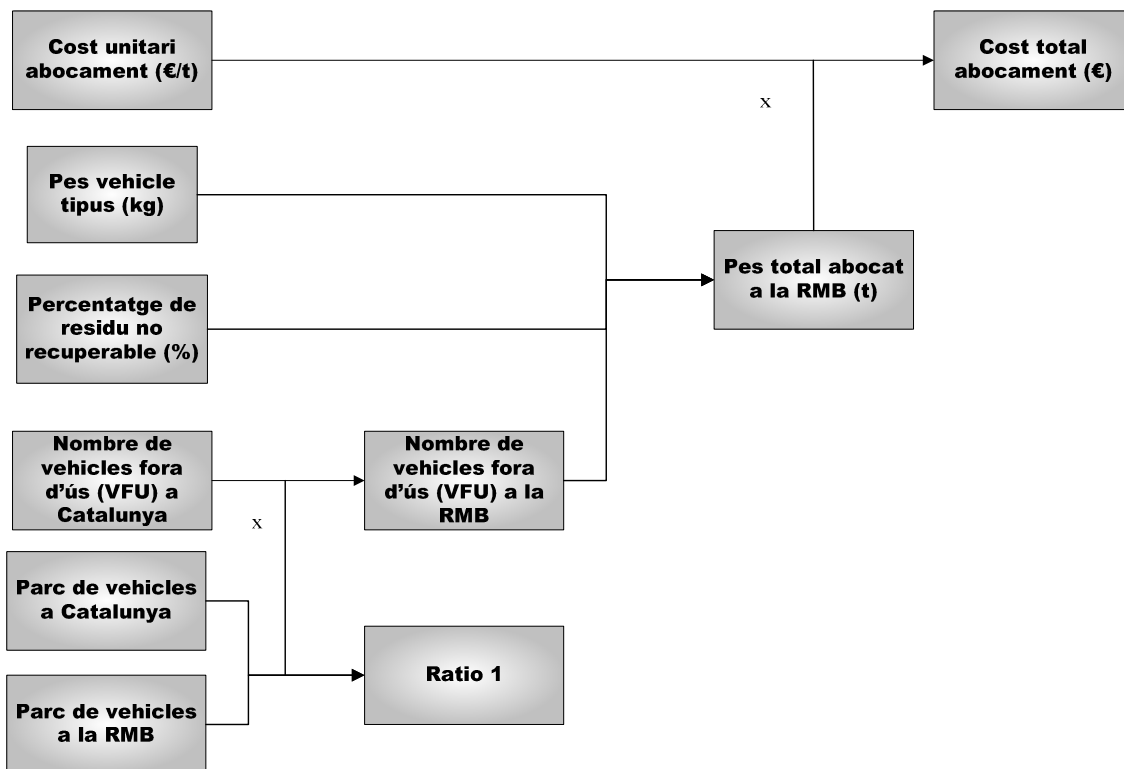 Cost unitari
abocament (€/t)
Cost total
abocament (€)
x
Pes vehicle
tipus (kg)
Pes total abocat
a la RMB (t)
Percentatge de
residu no
recuperable (%)
Nombre de
vehicles fora
d'ús (VFU) a
Catalunya
Nombre de
vehicles fora
d'ús (VFU) a la
RMB
x
Parc de vehicles
a Catalunya
Ratio 1
Parc de vehicles
a la RMB